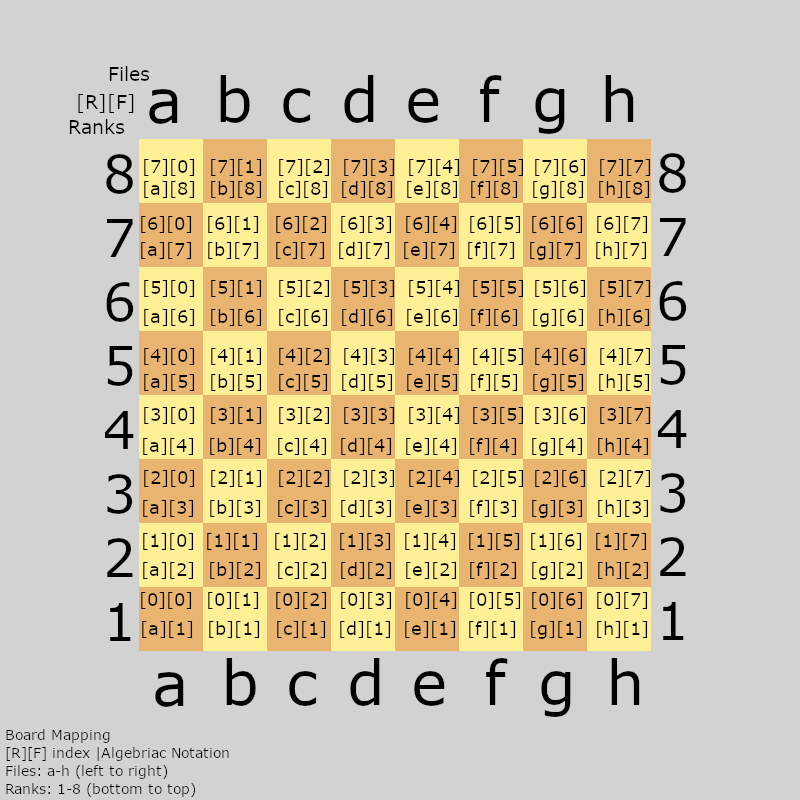 Files
[R][F]
a b c d e f g h
Ranks
8 [7][0] [7][1] [7][2] [7][3] [7][4] [7][5] [7][6] [7][7] 8
[a][8] [b][8] [c][8] [d][8] [e][8] [f][8] [g][8] [h][8]
7 [6][0] [6][1] [6][2] [6][3] [6][4] [6][5] [6][6] [6][7] 7
[a][7] [b][7] [c][7] [d][7] [e][7] [f][7] [g][7] [h][7]
6 [5][0] [5][1] [5][2] [5][3] [5][4] [5][5] [5][6] [5][7] 6
[a][6] [b][6] [c][6] [d][6] [e][6] [f][6] [g][6] [h][6]
5 [4][0] [4][1] [4][2] [4][3] [4][4] [4][5] [4][6] [4][7] 5
[a][5] [b][5] [c][5] [d][5] [e][5] [f][5] [g][5] [h][5]
4 [3][0] [3][1] [3][2] [3][3] [3][4] [3][5] [3][6] [3][7] 4
[a][4] [b][4] [c][4] [d][4] [e][4] [f][4] [g][4] [h][4]
3 [2][0] [2][1] [2][2] [2][3] [2][4] [2][5] [2][6] [2][7] 3
[a][3] [b][3] [c][3] [d][3] [e][3] [f][3] [g][3] [h][3]
2 [1][0] [1][1] [1][2] [1][3] [1][4] [1][5] [1][6] [1][7] 2
[a][2] [b][2] [c][2] [d][2] [e][2] [f][2] [g][2] [h][2]
1 [0][0] [0][1] [0][2] [0][3] [0][4] [0][5] [0][6] [0][7] 1
[a][1] [b][1] [c][1] [d][1] [e][1] [f][1] [g][1] [h][1]
a b c d e f g h
Board Mapping
[R][F] index |Algebriac Notation
Files: a-h (left to right)
Ranks: 1-8 (bottom to top)